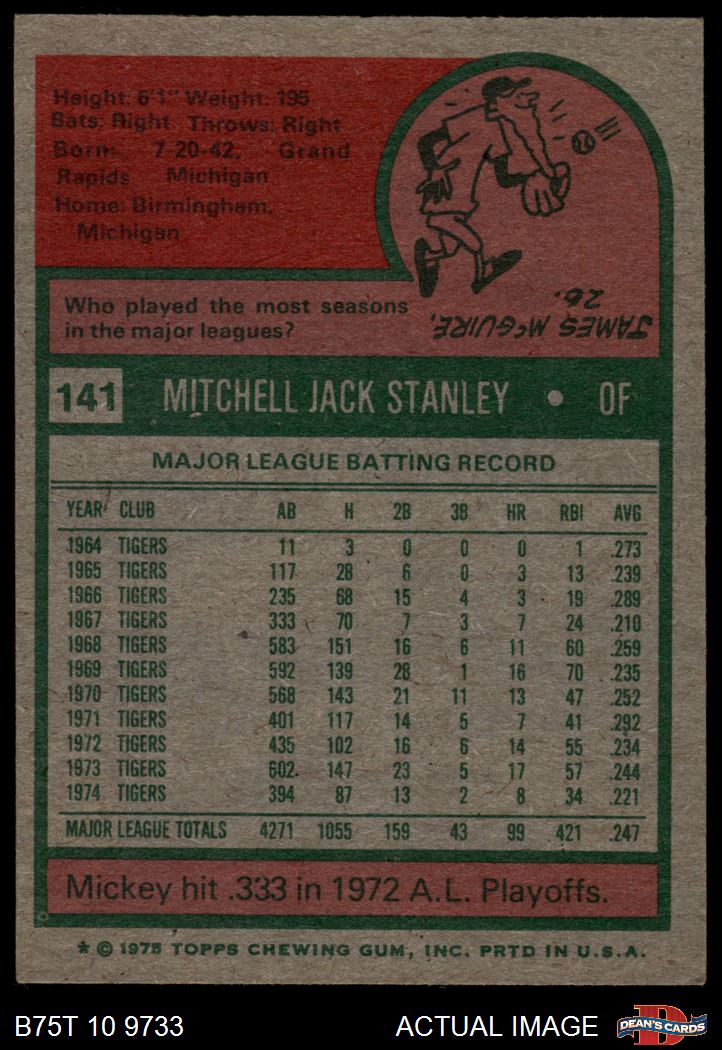 Height: 6'1" Weight: 195
Bats: Right Throws: Right
Born: 7-20-42, Grand
Rapids Michigan
Home: Birmingham,
Michigan
Who played the most seasons
in the major leagues?
JAMES McGUIRE,
26.
141 MITCHELL JACK STANLEY • OF
MAJOR LEAGUE BATTING RECORD
YEAR CLUB AB H 2B 3B HR RBI AVG
1964 TIGERS 11 3 0 0 0 1 .273
1965 TIGERS 117 28 6 0 3 13 .239
1966 TIGERS 235 68 15 4 3 19 .289
1967 TIGERS 333 70 7 3 7 24 .210
1968 TIGERS 583 151 16 6 11 60 .259
1969 TIGERS 592 139 28 1 16 70 .235
1970 TIGERS 568 143 21 11 13 47 .252
1971 TIGERS 401 117 14 5 7 41 .292
1972 TIGERS 435 102 16 6 14 55 .234
1973 TIGERS 602 147 23 5 17 57 .244
1974 TIGERS 394 87 13 2 8 34 .221
MAJOR LEAGUE TOTALS 4271 1055 159 43 99 421 .247
Mickey hit .333 in 1972 A.L. Playoffs.
* © 1975 TOPPS CHEWING GUM, INC. PRTD IN U.S.A.
B75T 10 9733 ACTUAL IMAGE D DEAN'S CARDS